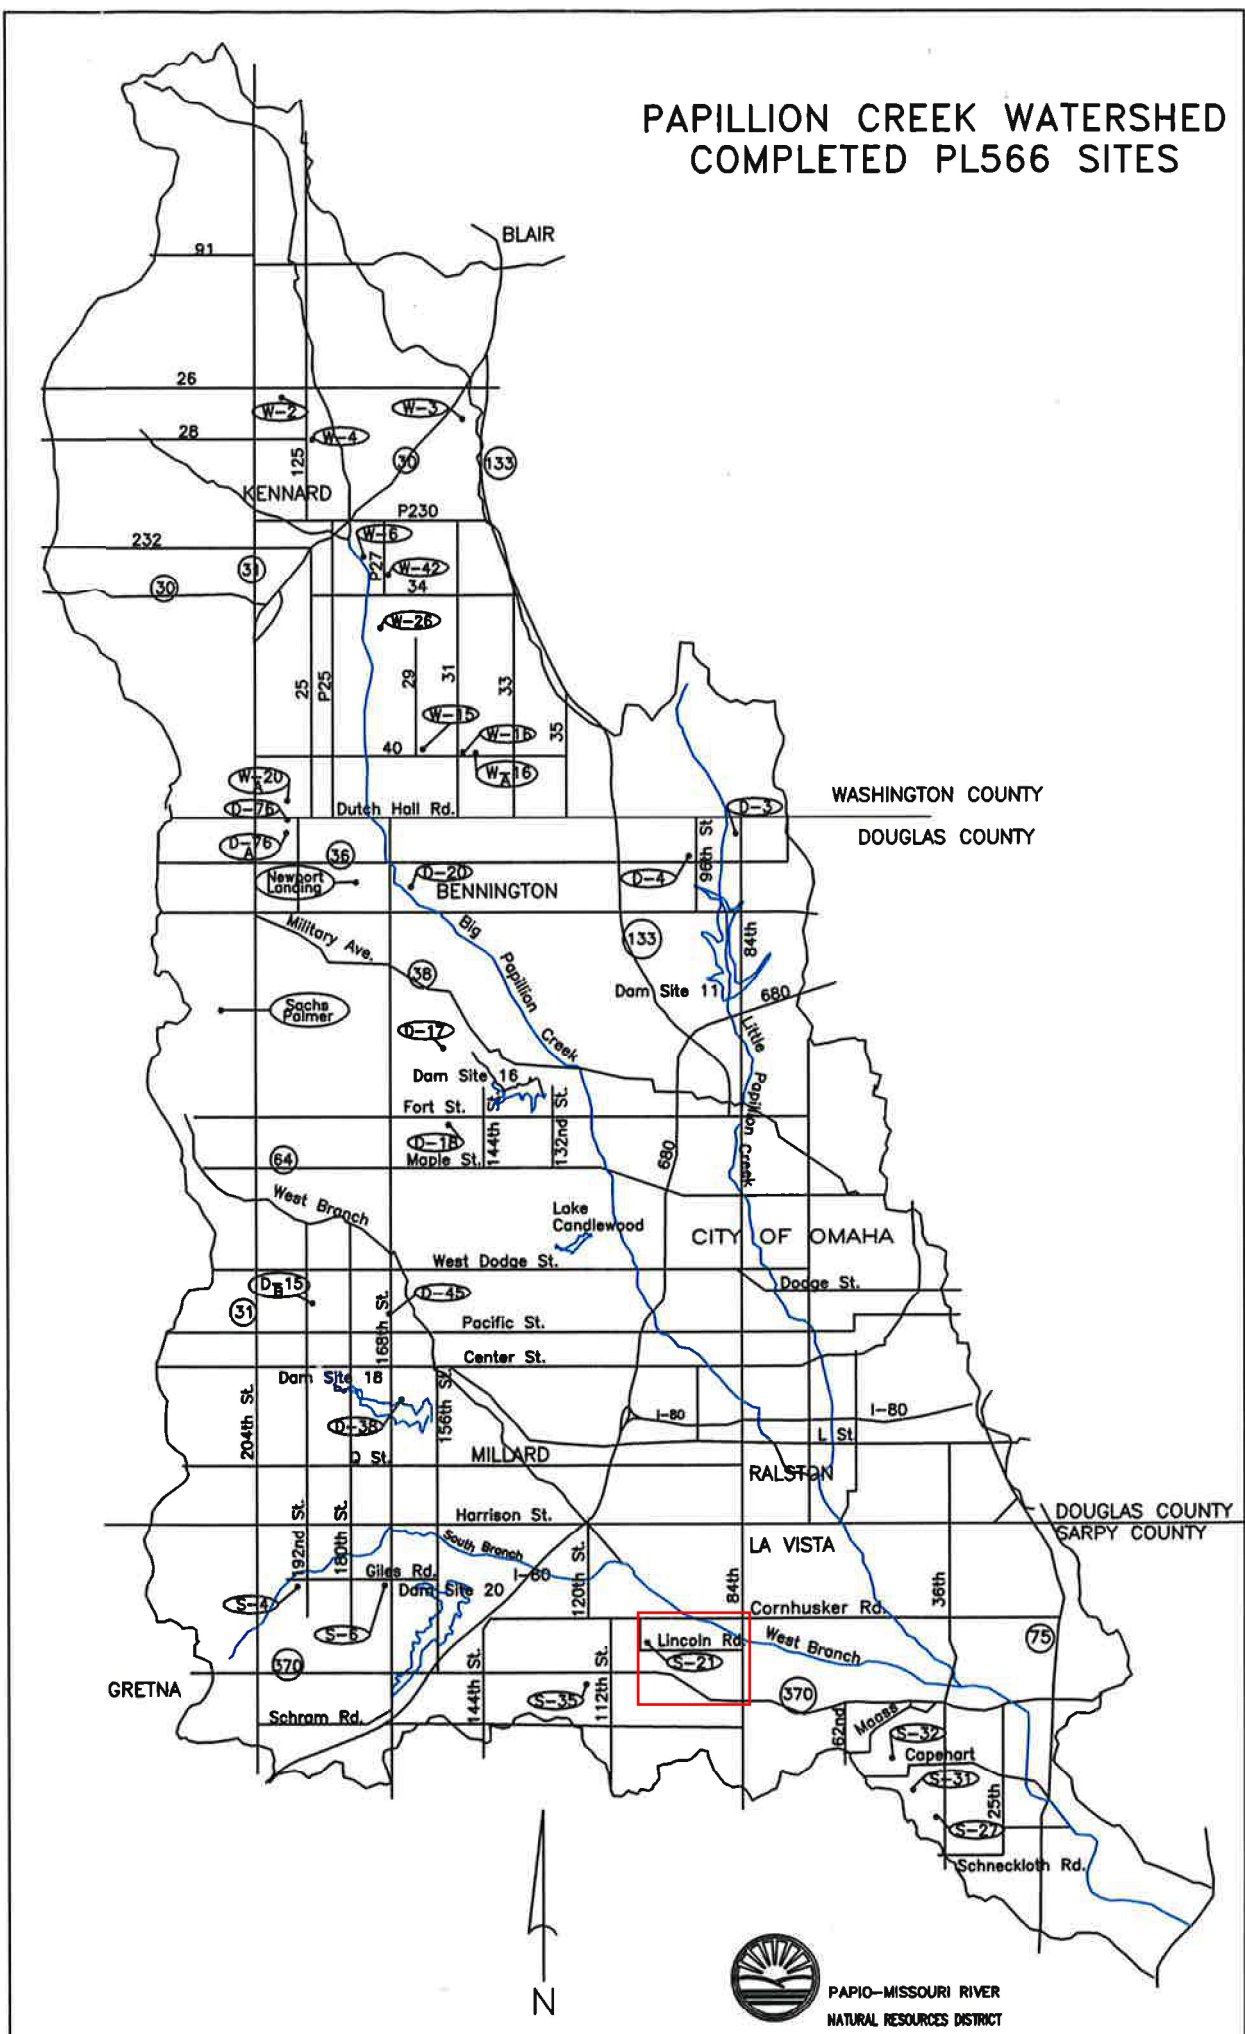 PAPILLION CREEK WATERSHED
COMPLETED PL566 SITES
BLAIR
91
26
W-2
W-3
28
W-4
125
30
133
KENNARD
P230
W-6
232
P27
31
W-42
30
34
W-26
25
P25
29
31
33
W-15
35
W-16
40
W-16
A
W-20
A
WASHINGTON COUNTY
D-76
Dutch Hall Rd.
D-3
DOUGLAS COUNTY
D-76
A
36
96th St
Newport
Landing
D-20
BENNINGTON
D-4
Military Ave.
Big Papillion Creek
133
84th
38
Dam Site 11
680
Sachs
Palmer
D-17
Little Papillion Creek
Dam Site 16
Fort St.
144th St.
132nd St.
D-18
64
Maple St.
680
West Branch
Lake
Candlewood
CITY OF OMAHA
West Dodge St.
D-15
B
D-45
Dodge St.
31
168th St.
Pacific St.
Center St.
Dam Site 18
204th St.
156th St.
I-80
I-80
D-38
L St
Q St.
MILLARD
RALSTON
192nd St.
180th St.
Harrison St.
DOUGLAS COUNTY
SARPY COUNTY
South Branch
LA VISTA
Giles Rd.
I-80
120th St.
84th
36th
S-4
Dam Site 20
Cornhusker Rd.
S-6
Lincoln Rd.
West Branch
75
370
S-21
GRETNA
144th St.
S-35
112th St.
370
Schram Rd.
62nd
Maass
S-32
Capehart
S-31
25th
S-27
Schneckloth Rd.
N
PAPIO-MISSOURI RIVER
NATURAL RESOURCES DISTRICT